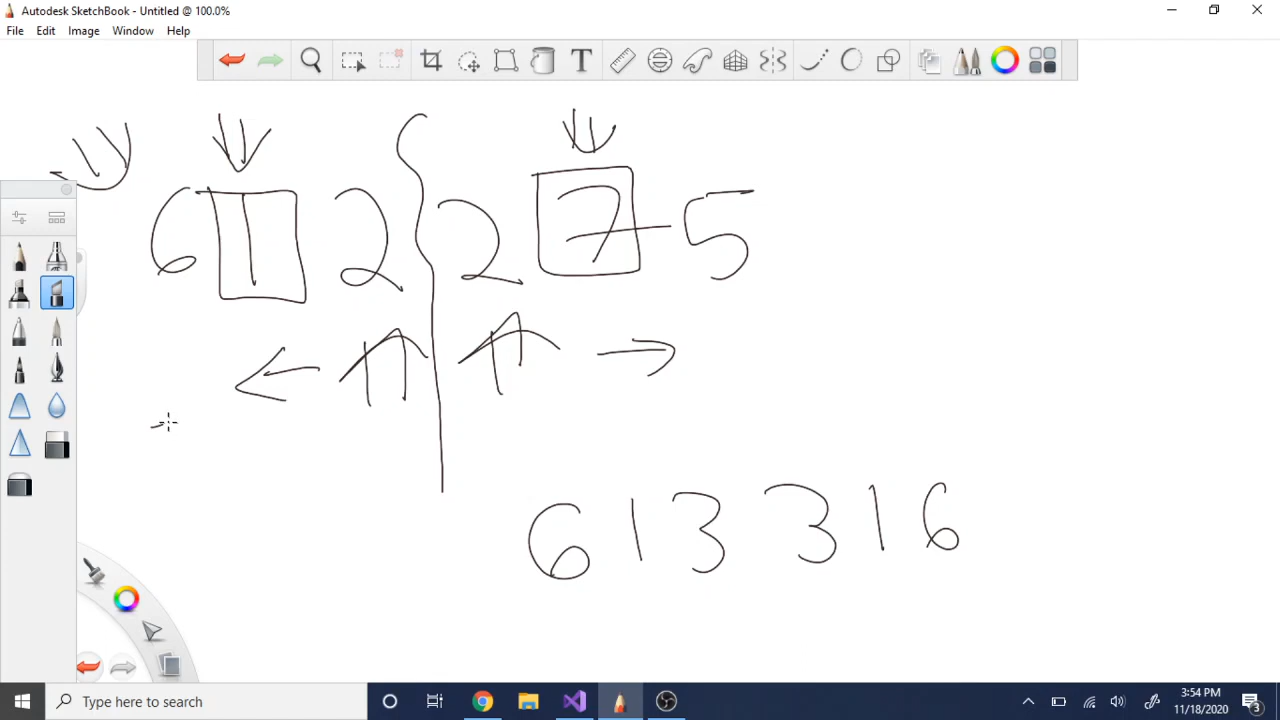 Autodesk SketchBook - Untitled @ 100.0%
File Edit Image Window Help
T
6 1 2 2 7 5
6 1 3 3 1 6
Type here to search
3:54 PM
11/18/2020
3